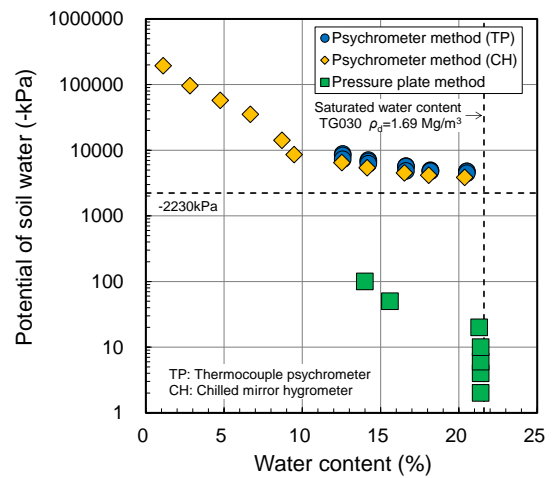 Potential of soil water (-kPa)
1000000
100000
10000
1000
100
10
1
Psychrometer method (TP)
Psychrometer method (CH)
Pressure plate method
Saturated water content
TG030 ρd=1.69 Mg/m³
-2230kPa
TP: Thermocouple psychrometer
CH: Chilled mirror hygrometer
0 5 10 15 20 25
Water content (%)